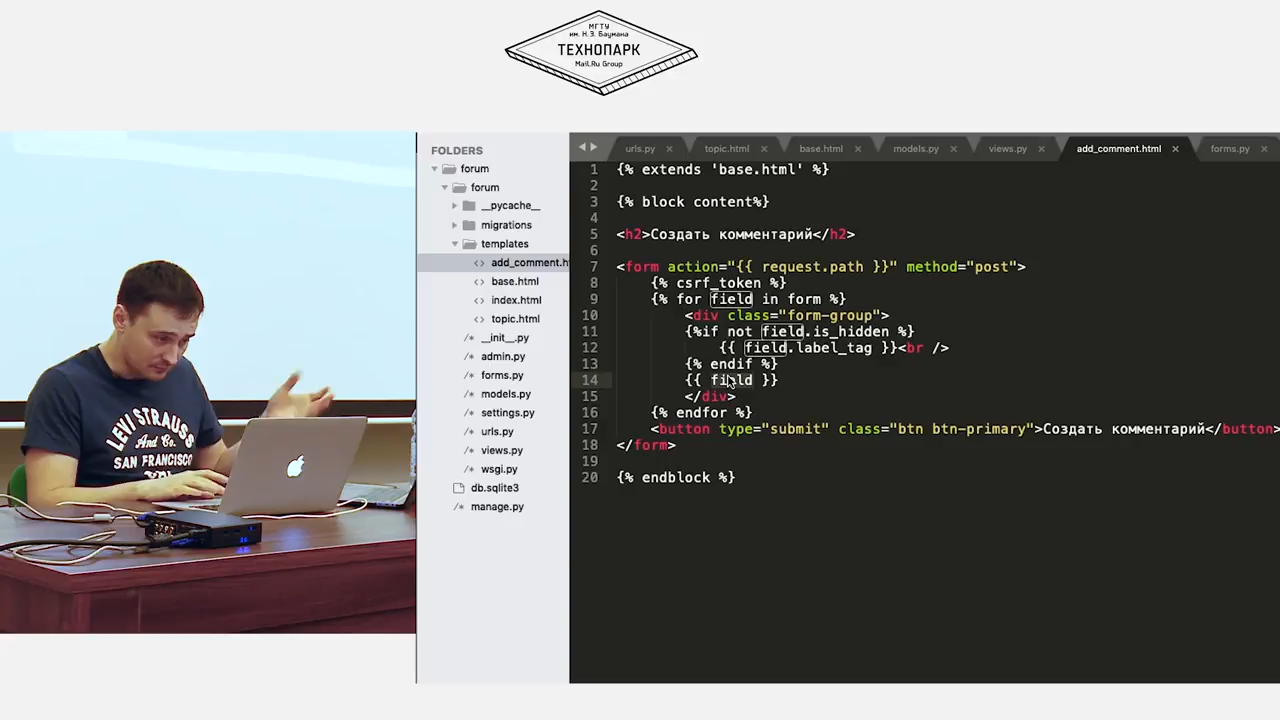 МГТУ
им. Н.Э. Баумана
ТЕХНОПАРК
Mail.Ru Group
LEVI STRAUSS
And Co.
SAN FRANCISCO
FOLDERS
forum
forum
__pycache__
migrations
templates
add_comment.h
base.html
index.html
topic.html
__init__.py
admin.py
forms.py
models.py
settings.py
urls.py
views.py
wsgi.py
db.sqlite3
manage.py
urls.py
topic.html
base.html
models.py
views.py
add_comment.html
forms.py
1 {% extends 'base.html' %}
2
3 {% block content%}
4
5 <h2>Создать комментарий</h2>
6
7 <form action="{{ request.path }}" method="post">
8 {% csrf_token %}
9 {% for field in form %}
10 <div class="form-group">
11 {%if not field.is_hidden %}
12 {{ field.label_tag }}<br />
13 {% endif %}
14 {{ field }}
15 </div>
16 {% endfor %}
17 <button type="submit" class="btn btn-primary">Создать комментарий</button>
18 </form>
19
20 {% endblock %}